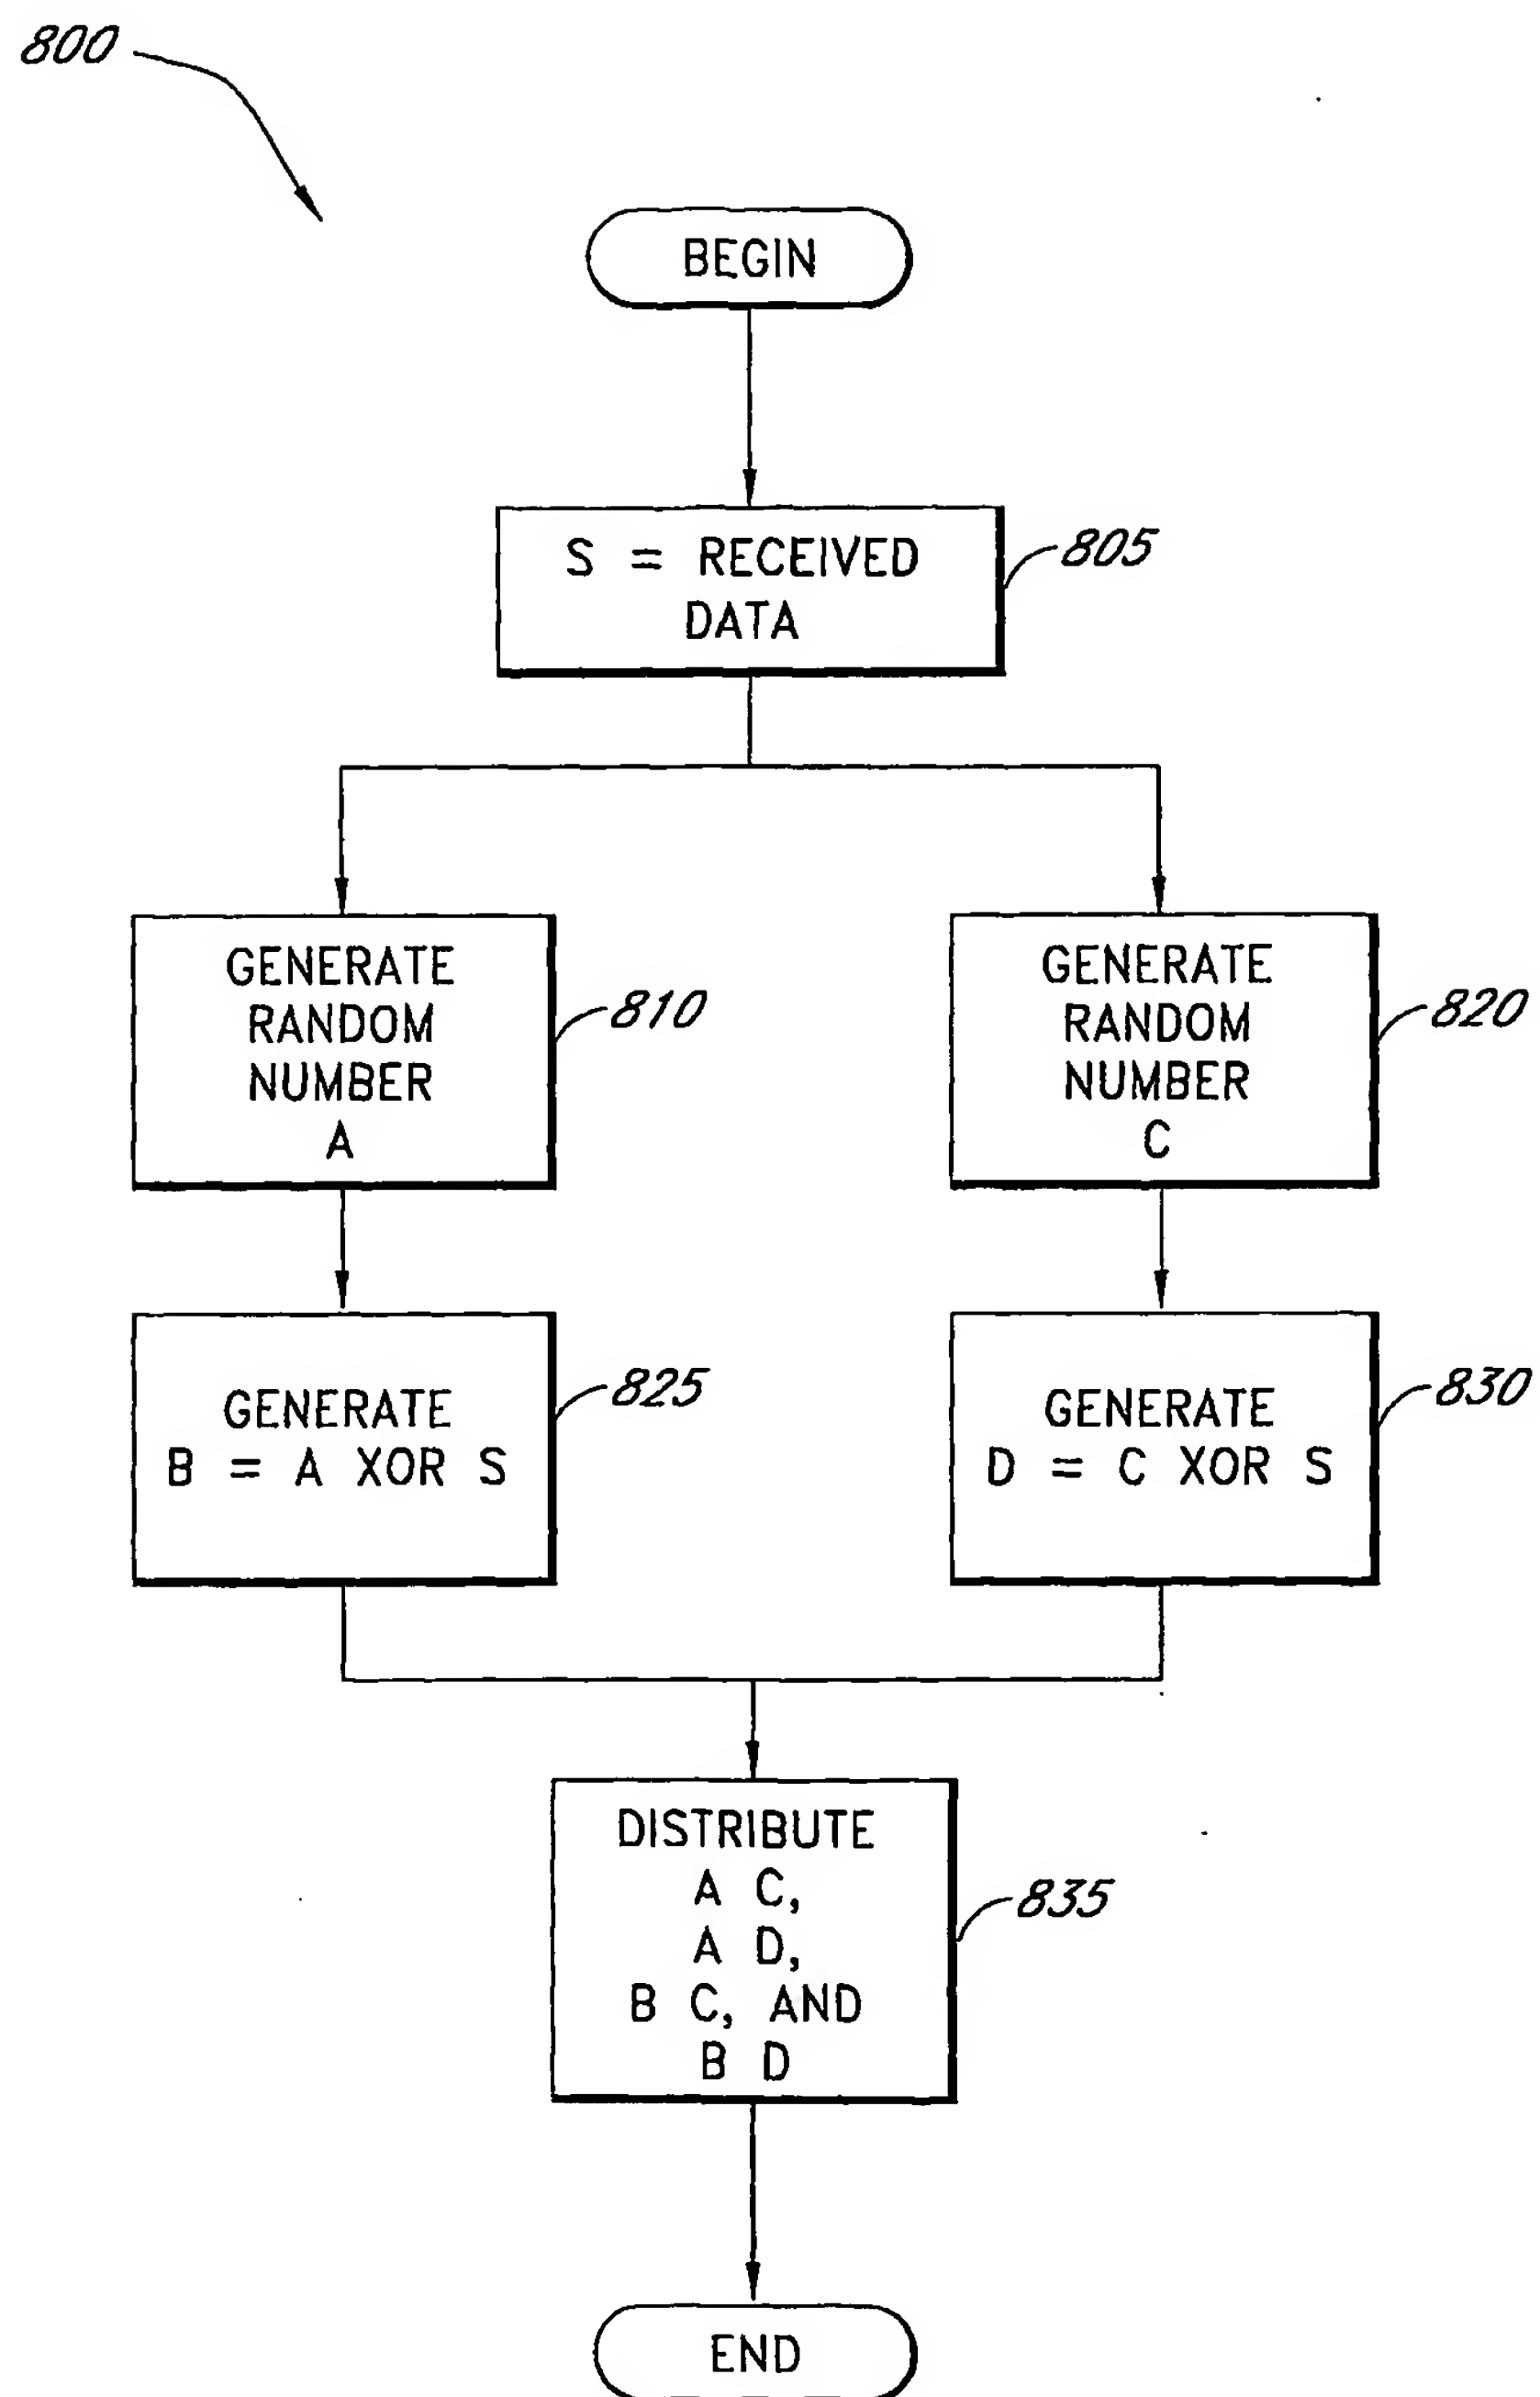 800
BEGIN
S = RECEIVED
DATA
805
GENERATE
RANDOM
NUMBER
A
810
GENERATE
RANDOM
NUMBER
C
820
GENERATE
B = A XOR S
825
GENERATE
D = C XOR S
830
DISTRIBUTE
A C,
A D,
B C, AND
B D
835
END